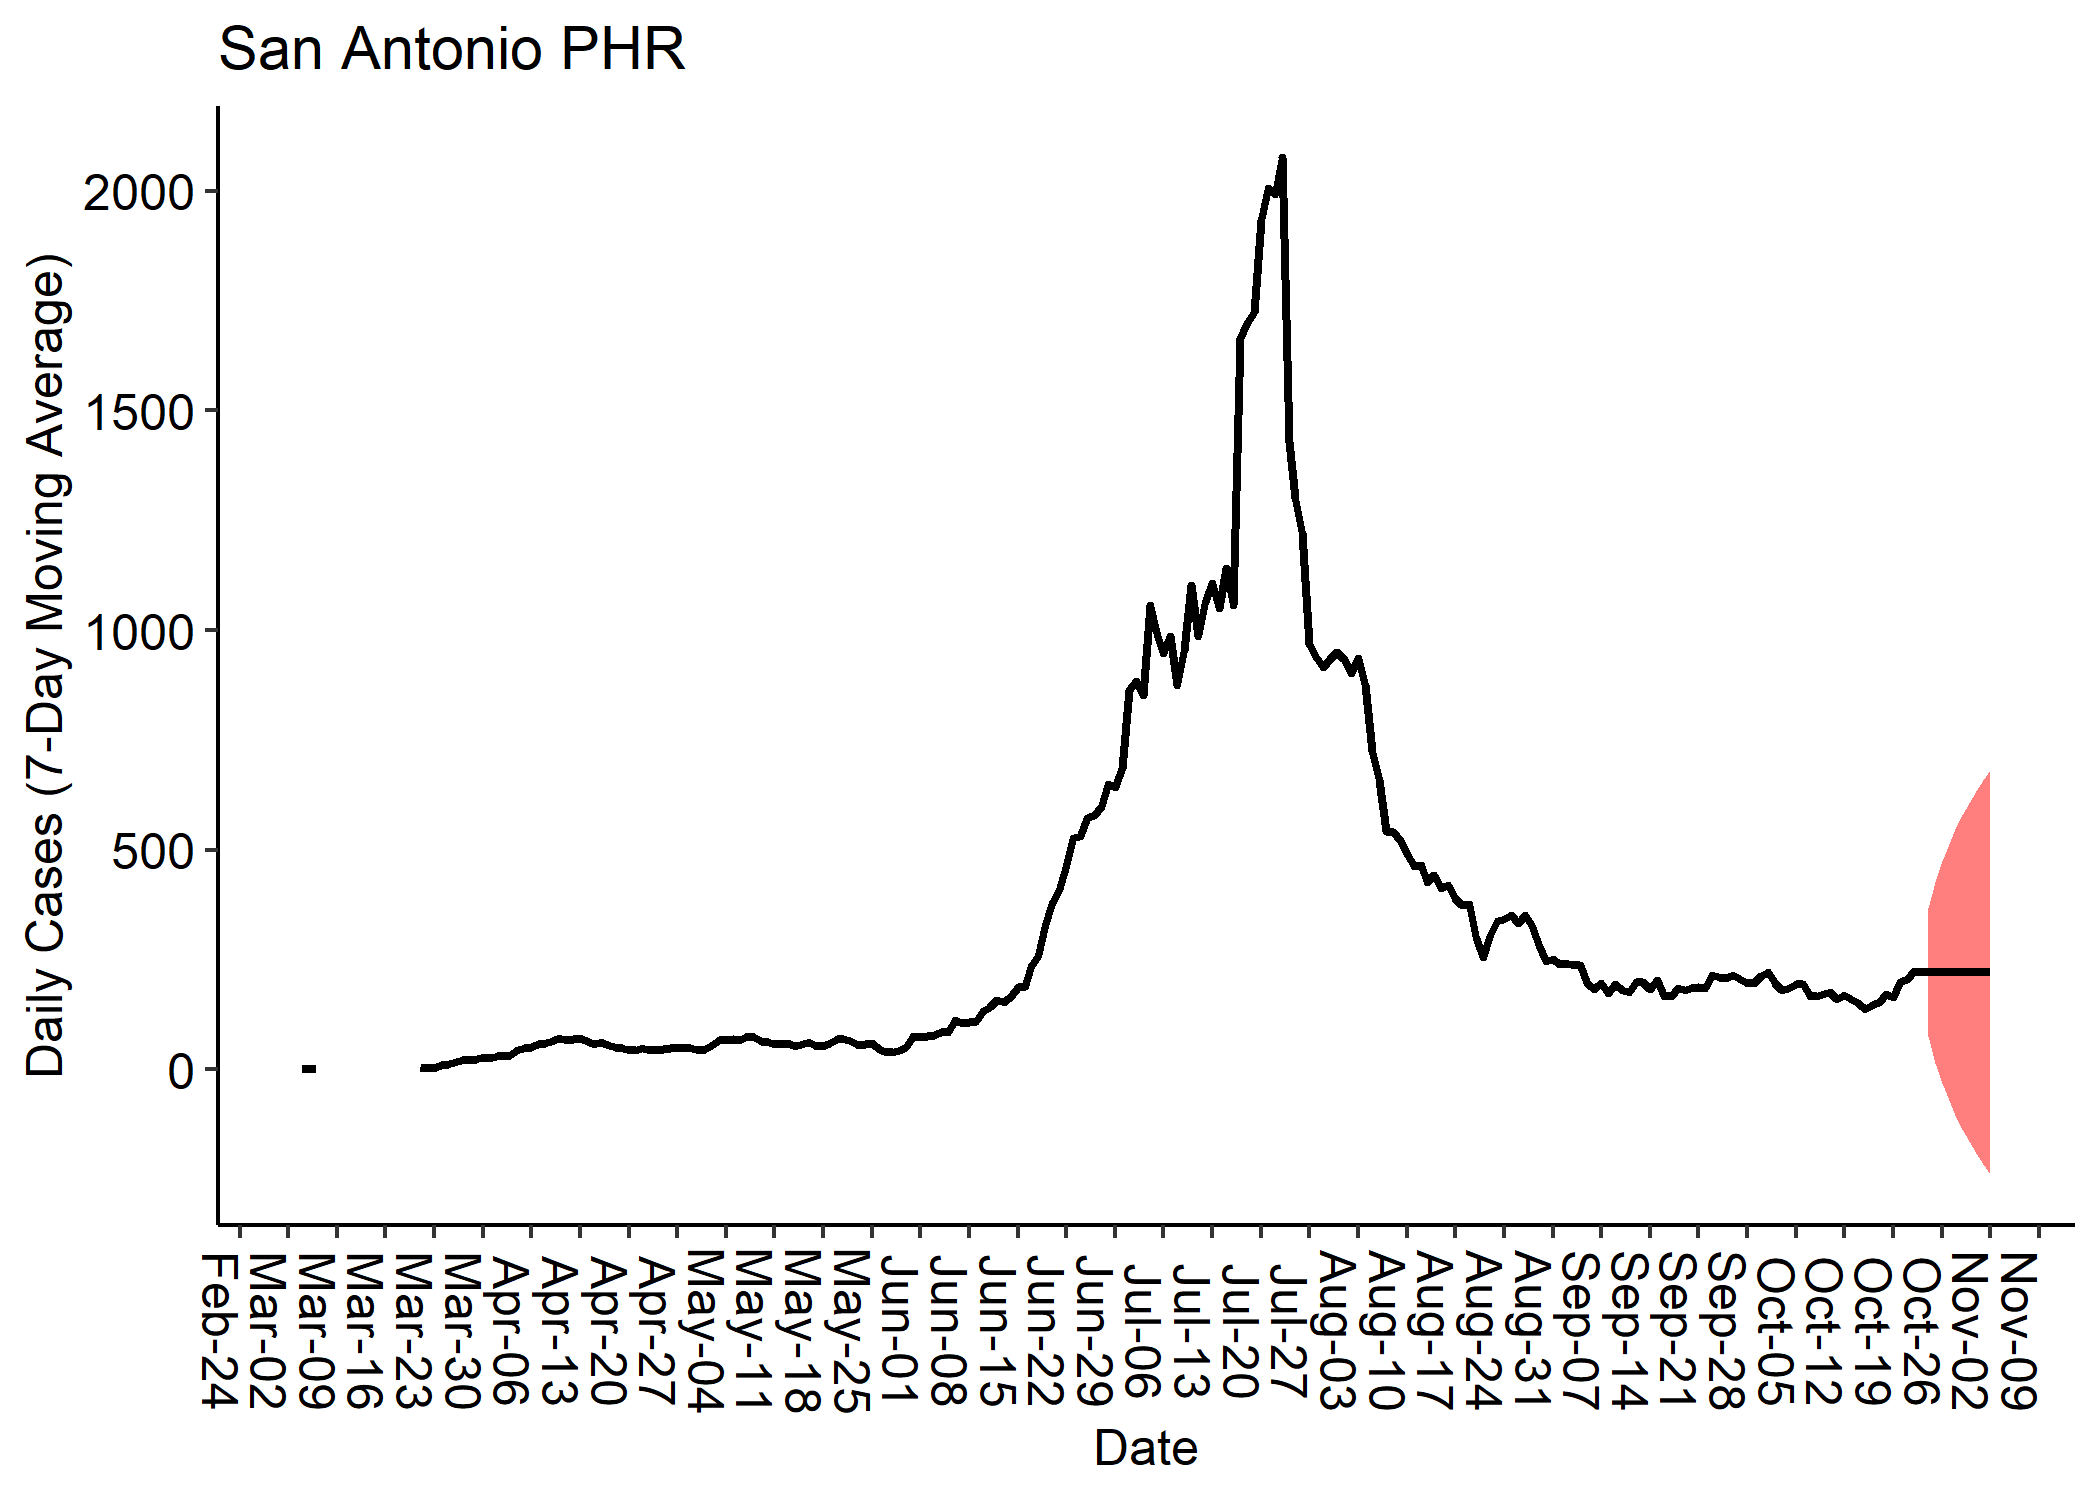 San Antonio PHR
Daily Cases (7-Day Moving Average)
2000
1500
1000
500
0
Feb-24
Mar-02
Mar-09
Mar-16
Mar-23
Mar-30
Apr-06
Apr-13
Apr-20
Apr-27
May-04
May-11
May-18
May-25
Jun-01
Jun-08
Jun-15
Jun-22
Jun-29
Jul-06
Jul-13
Jul-20
Jul-27
Aug-03
Aug-10
Aug-17
Aug-24
Aug-31
Sep-07
Sep-14
Sep-21
Sep-28
Oct-05
Oct-12
Oct-19
Oct-26
Nov-02
Nov-09
Date